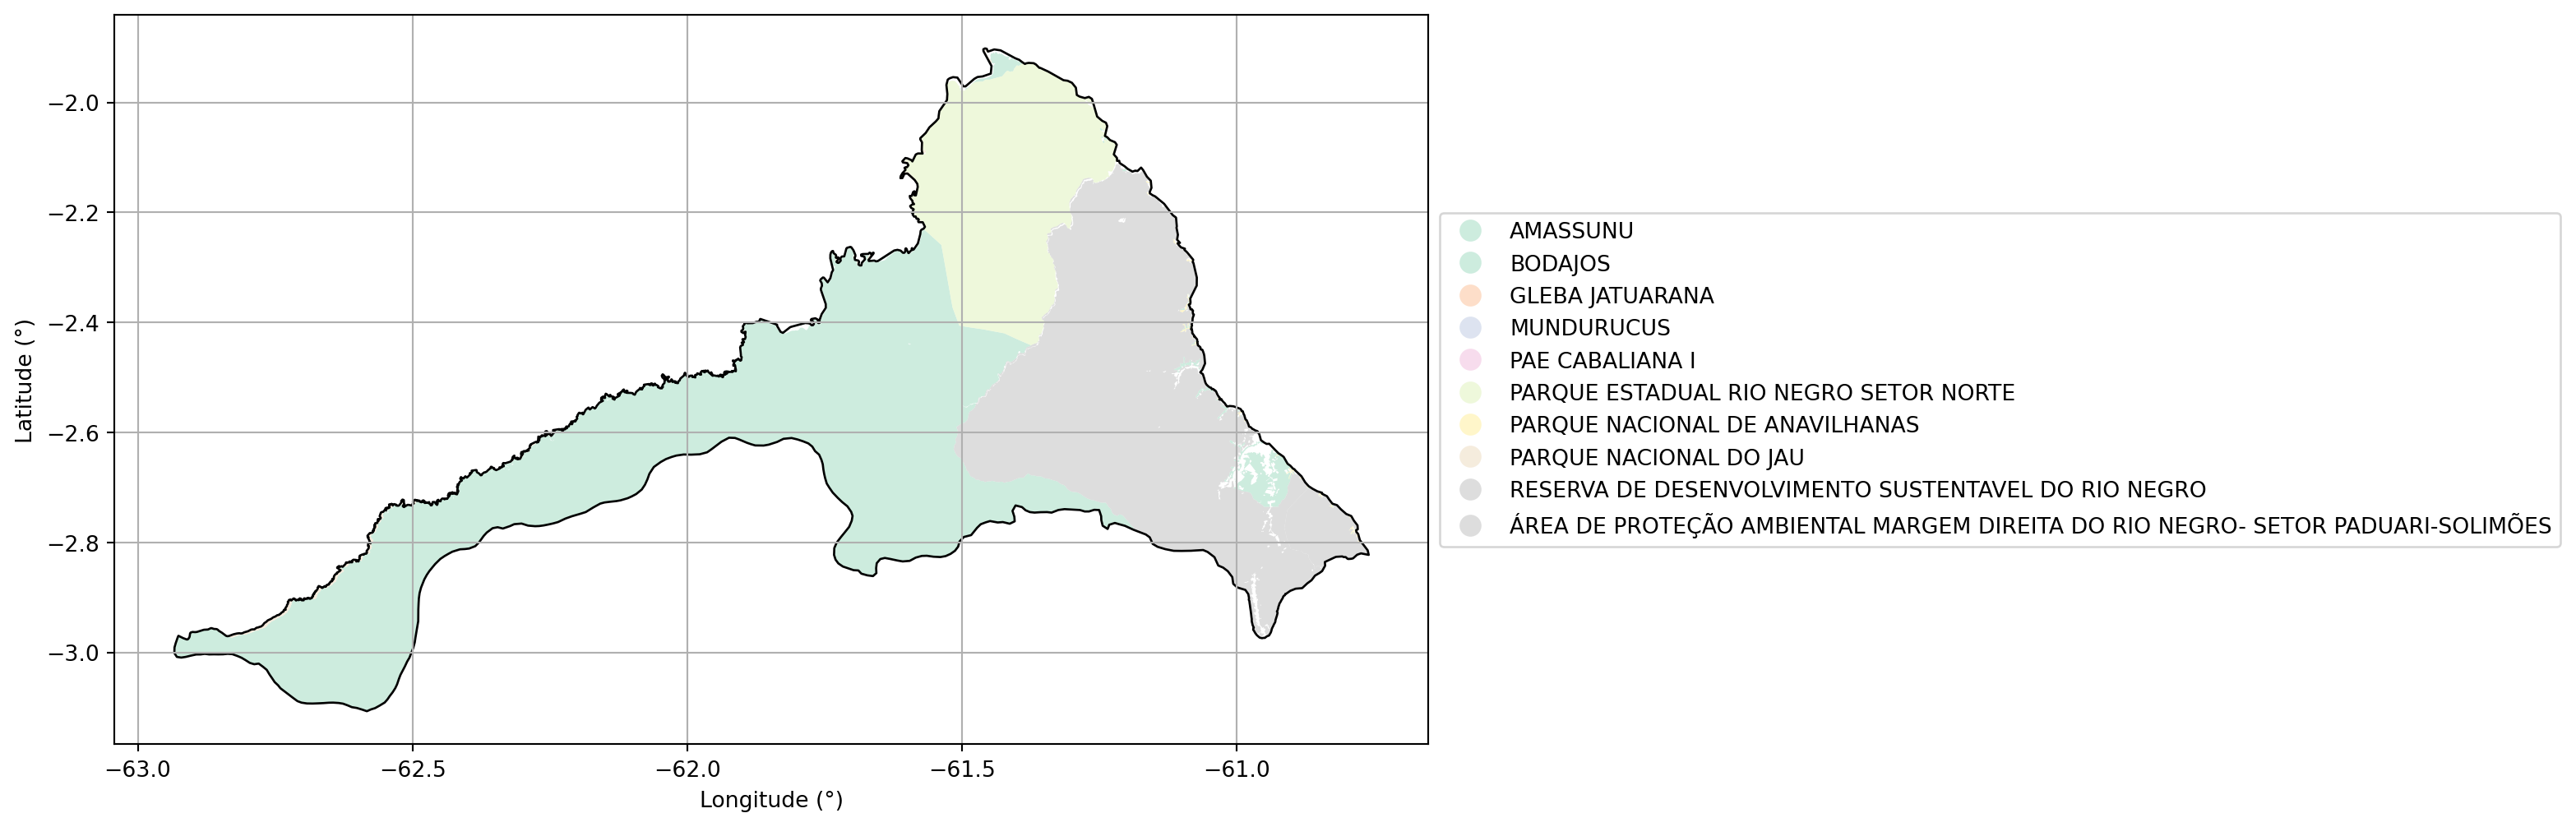 −2.0
−2.2
−2.4
−2.6
−2.8
−3.0
Latitude (°)
−63.0
−62.5
−62.0
−61.5
−61.0
Longitude (°)
AMASSUNU
BODAJOS
GLEBA JATUARANA
MUNDURUCUS
PAE CABALIANA I
PARQUE ESTADUAL RIO NEGRO SETOR NORTE
PARQUE NACIONAL DE ANAVILHANAS
PARQUE NACIONAL DO JAU
RESERVA DE DESENVOLVIMENTO SUSTENTAVEL DO RIO NEGRO
ÁREA DE PROTEÇÃO AMBIENTAL MARGEM DIREITA DO RIO NEGRO- SETOR PADUARI-SOLIMÕES